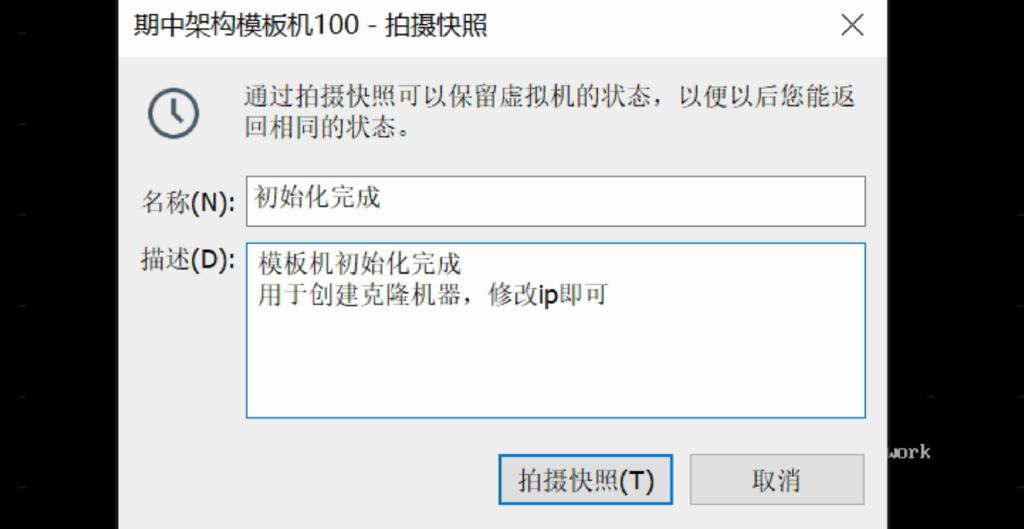 期中架构模板机100 - 拍摄快照
通过拍摄快照可以保留虚拟机的状态，以便以后您能返
回相同的状态。
名称(N):
初始化完成
描述(D):
模板机初始化完成
用于创建克隆机器，修改ip即可
work
拍摄快照(T)
取消